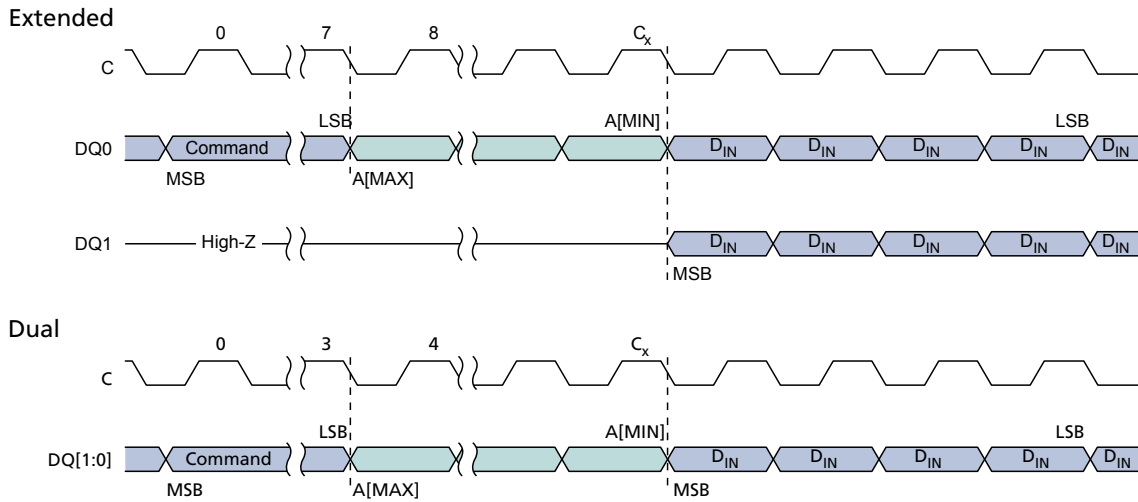 Extended
0 7 8 Cx
C
LSB A[MIN] LSB
DQ0 Command DIN DIN DIN DIN DIN
MSB A[MAX]
DQ1 High-Z DIN DIN DIN DIN DIN
MSB
Dual
0 3 4 Cx
C
LSB A[MIN] LSB
DQ[1:0] Command DIN DIN DIN DIN DIN
MSB A[MAX] MSB